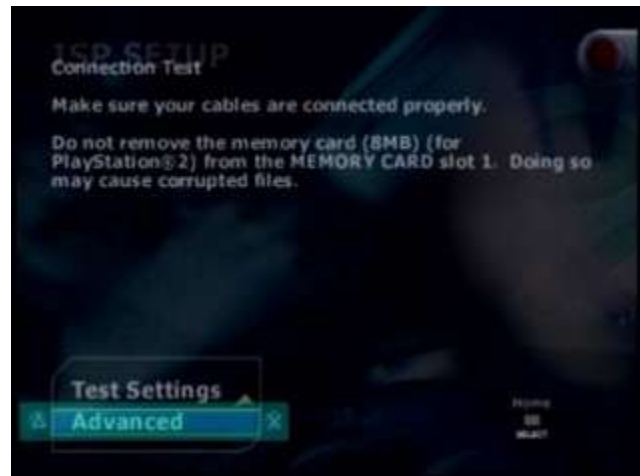 ISP SETUP
Connection Test
Make sure your cables are connected properly.
Do not remove the memory card (8MB) (for
PlayStation®2) from the MEMORY CARD slot 1. Doing so
may cause corrupted files.
Test Settings
Advanced
Home
SELECT